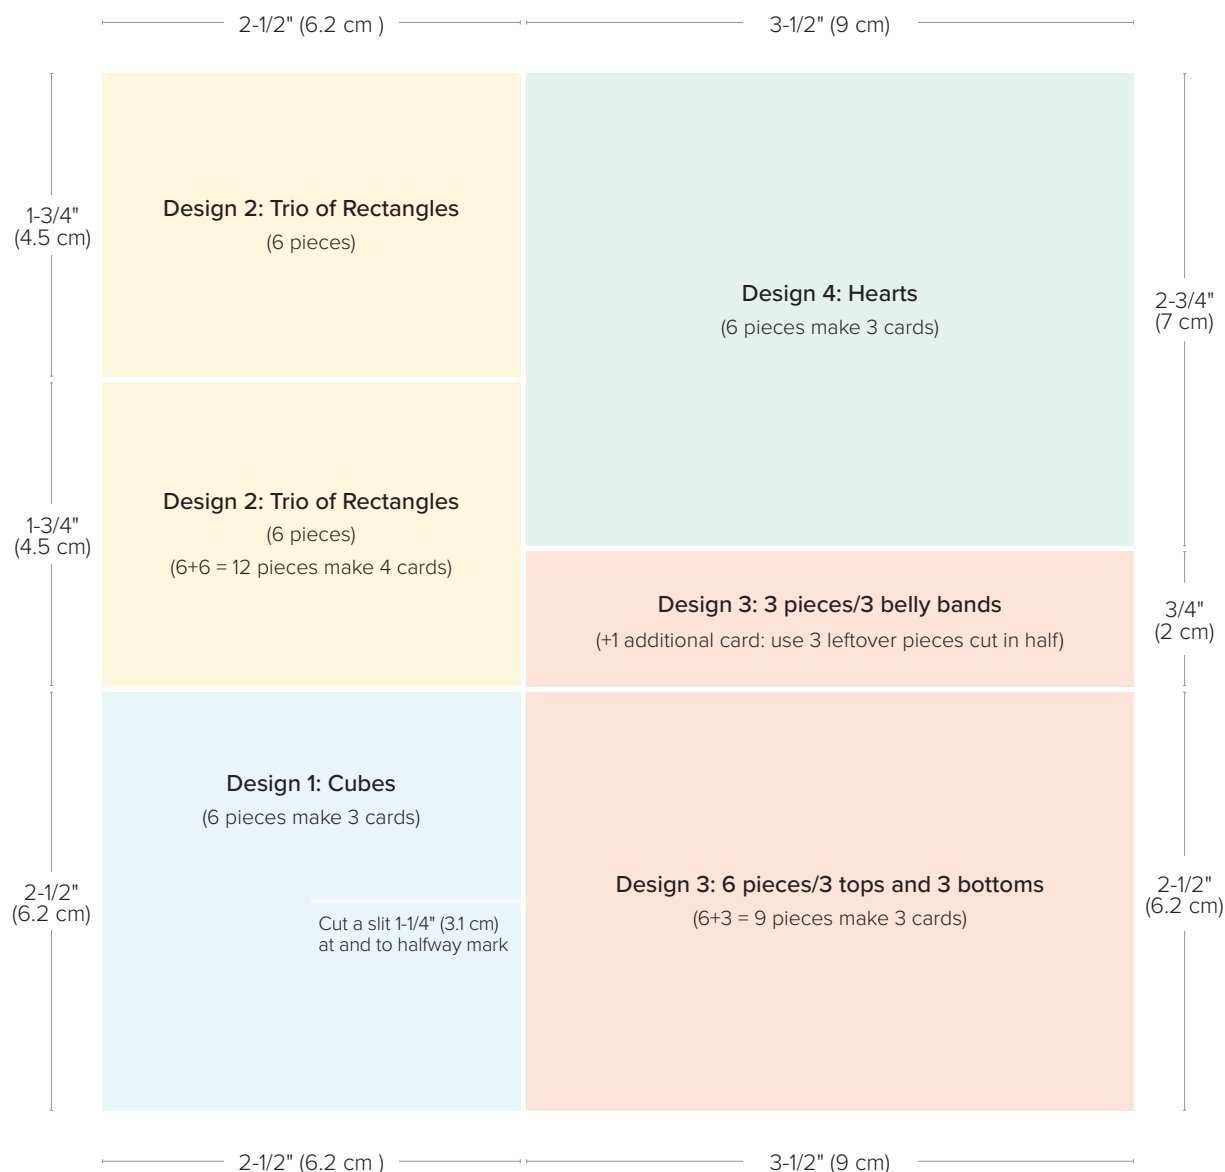 2-1/2" (6.2 cm )
3-1/2" (9 cm)
1-3/4"
(4.5 cm)
Design 2: Trio of Rectangles
(6 pieces)
Design 4: Hearts
(6 pieces make 3 cards)
2-3/4"
(7 cm)
1-3/4"
(4.5 cm)
Design 2: Trio of Rectangles
(6 pieces)
(6+6 = 12 pieces make 4 cards)
Design 3: 3 pieces/3 belly bands
(+1 additional card: use 3 leftover pieces cut in half)
3/4"
(2 cm)
2-1/2"
(6.2 cm)
Design 1: Cubes
(6 pieces make 3 cards)
Cut a slit 1-1/4" (3.1 cm)
at and to halfway mark
Design 3: 6 pieces/3 tops and 3 bottoms
(6+3 = 9 pieces make 3 cards)
2-1/2"
(6.2 cm)
2-1/2" (6.2 cm )
3-1/2" (9 cm)